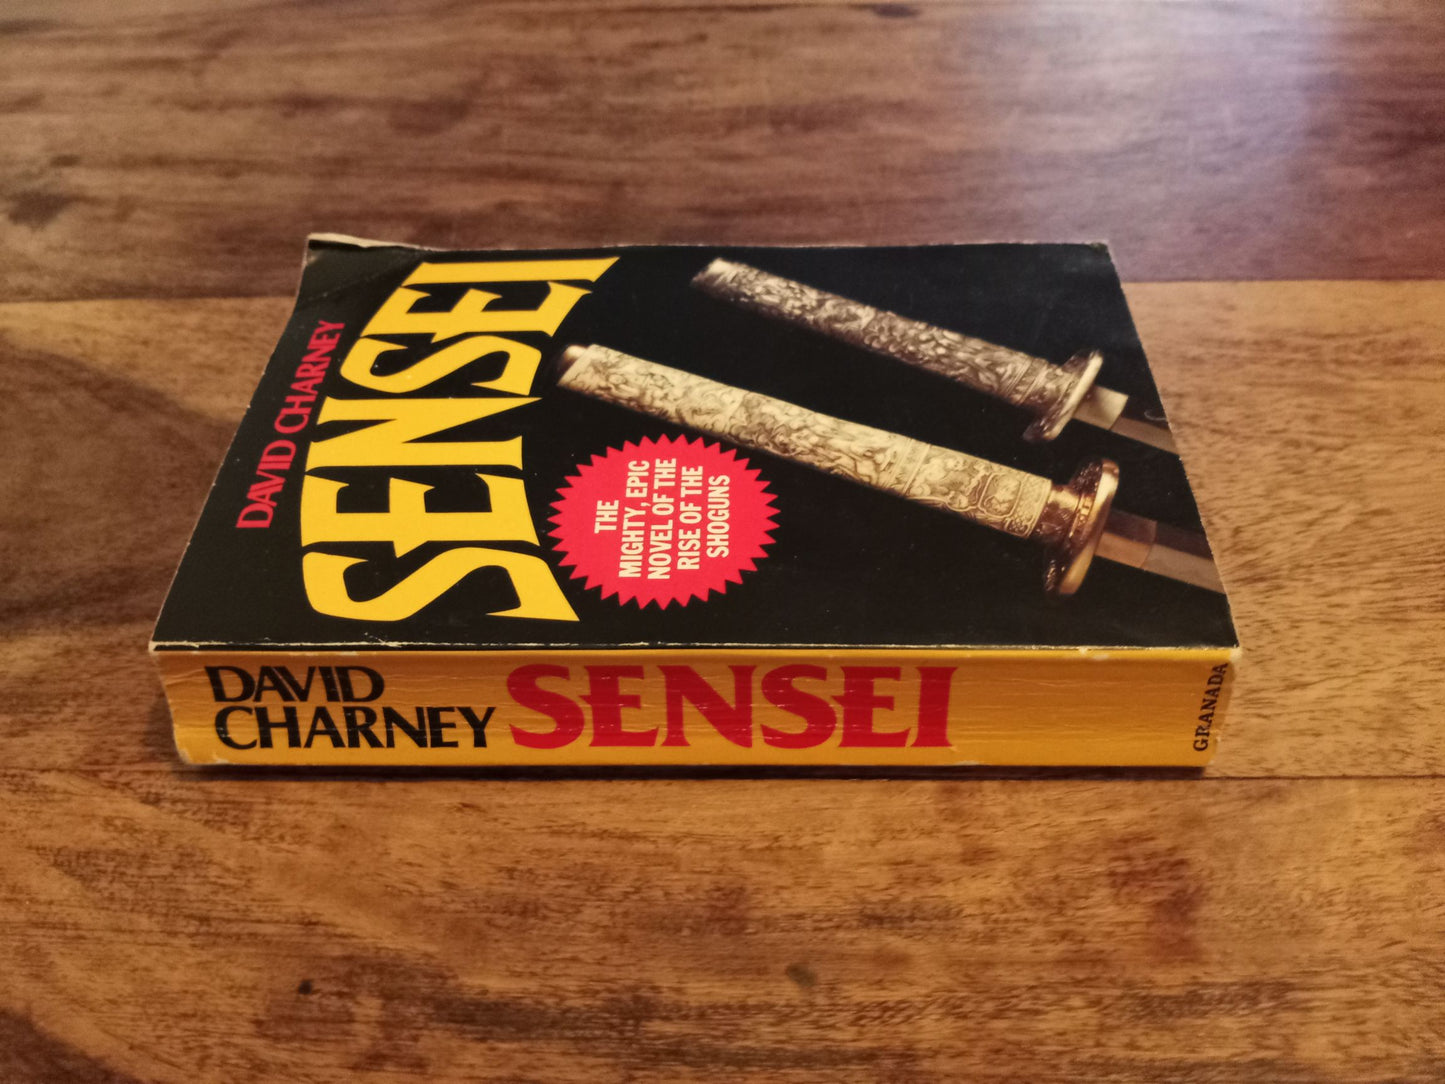 DAVID CHARNEY
SENSEI
THE
MIGHTY, EPIC
NOVEL OF THE
RISE OF THE
SHOGUNS
DAVID
CHARNEY
SENSEI
GRANADA